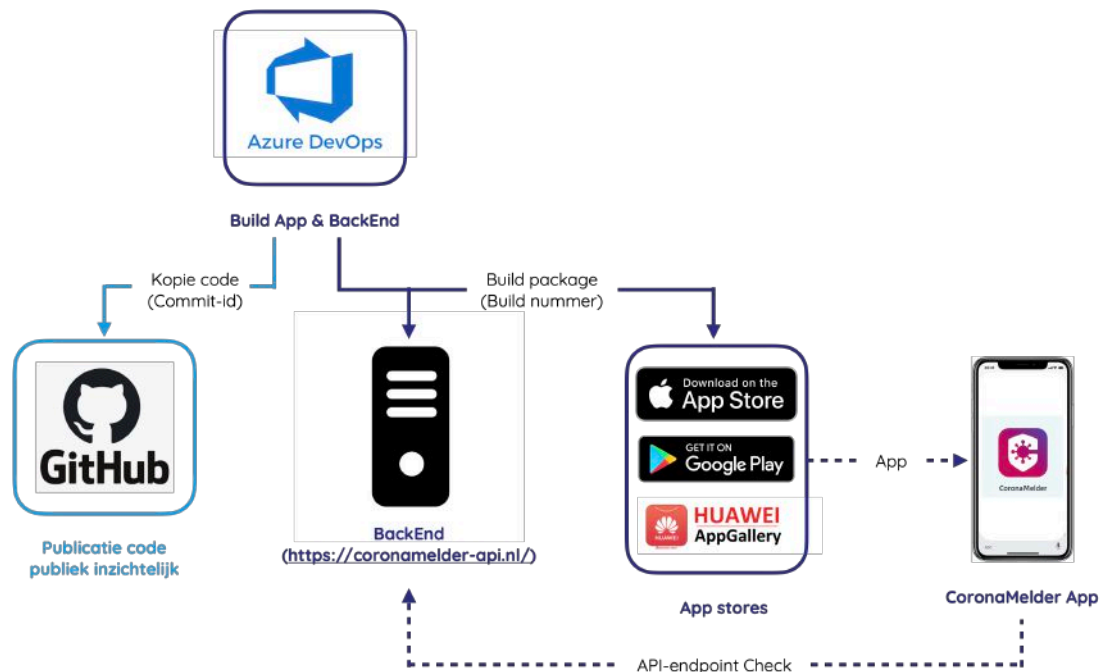 Azure DevOps
Build App & BackEnd
Kopie code
(Commit-id)
Build package
(Build nummer)
GitHub
Publicatie code
publiek inzichtelijk
BackEnd
(https://coronamelder-api.nl/)
Download on the
App Store
GET IT ON
Google Play
HUAWEI
HUAWEI
AppGallery
App stores
App
CoronaMelder
CoronaMelder App
API-endpoint Check